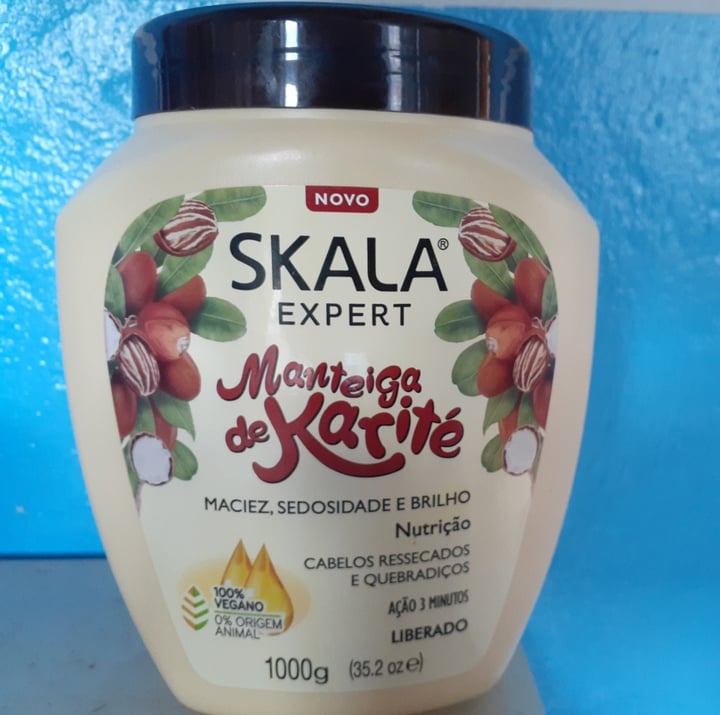 NOVO
SKALA®
EXPERT
Manteiga
de Karité
MACIEZ, SEDOSIDADE E BRILHO
Nutrição
CABELOS RESSECADOS
E QUEBRADIÇOS
AÇÃO 3 MINUTOS
LIBERADO
100%
VEGANO
0% ORIGEM
ANIMAL
1000g (35.2 oz ℮)